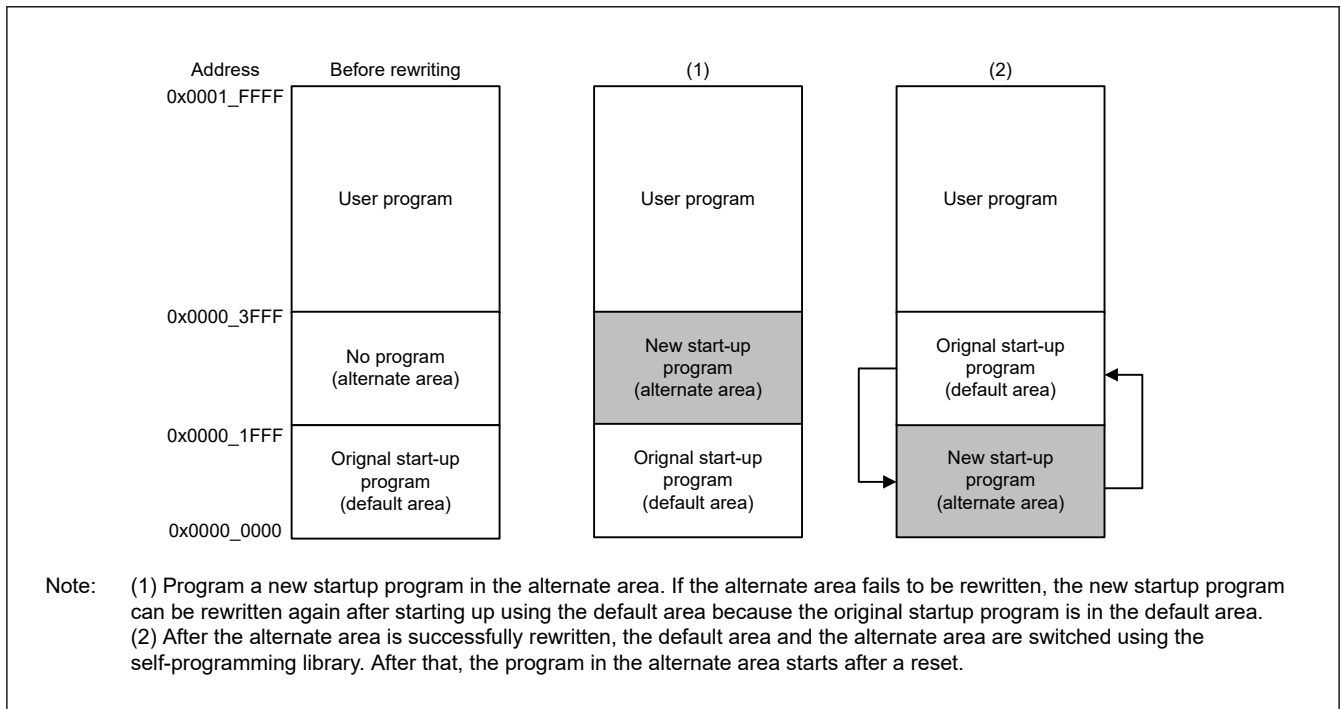 Address Before rewriting (1) (2)
0x0001_FFFF
User program User program User program
0x0000_3FFF
No program
(alternate area)
New start-up
program
(alternate area)
Orignal start-up
program
(default area)
0x0000_1FFF
Orignal start-up
program
(default area)
Orignal start-up
program
(default area)
New start-up
program
(alternate area)
0x0000_0000
Note: (1) Program a new startup program in the alternate area. If the alternate area fails to be rewritten, the new startup program
can be rewritten again after starting up using the default area because the original startup program is in the default area.
(2) After the alternate area is successfully rewritten, the default area and the alternate area are switched using the
self-programming library. After that, the program in the alternate area starts after a reset.